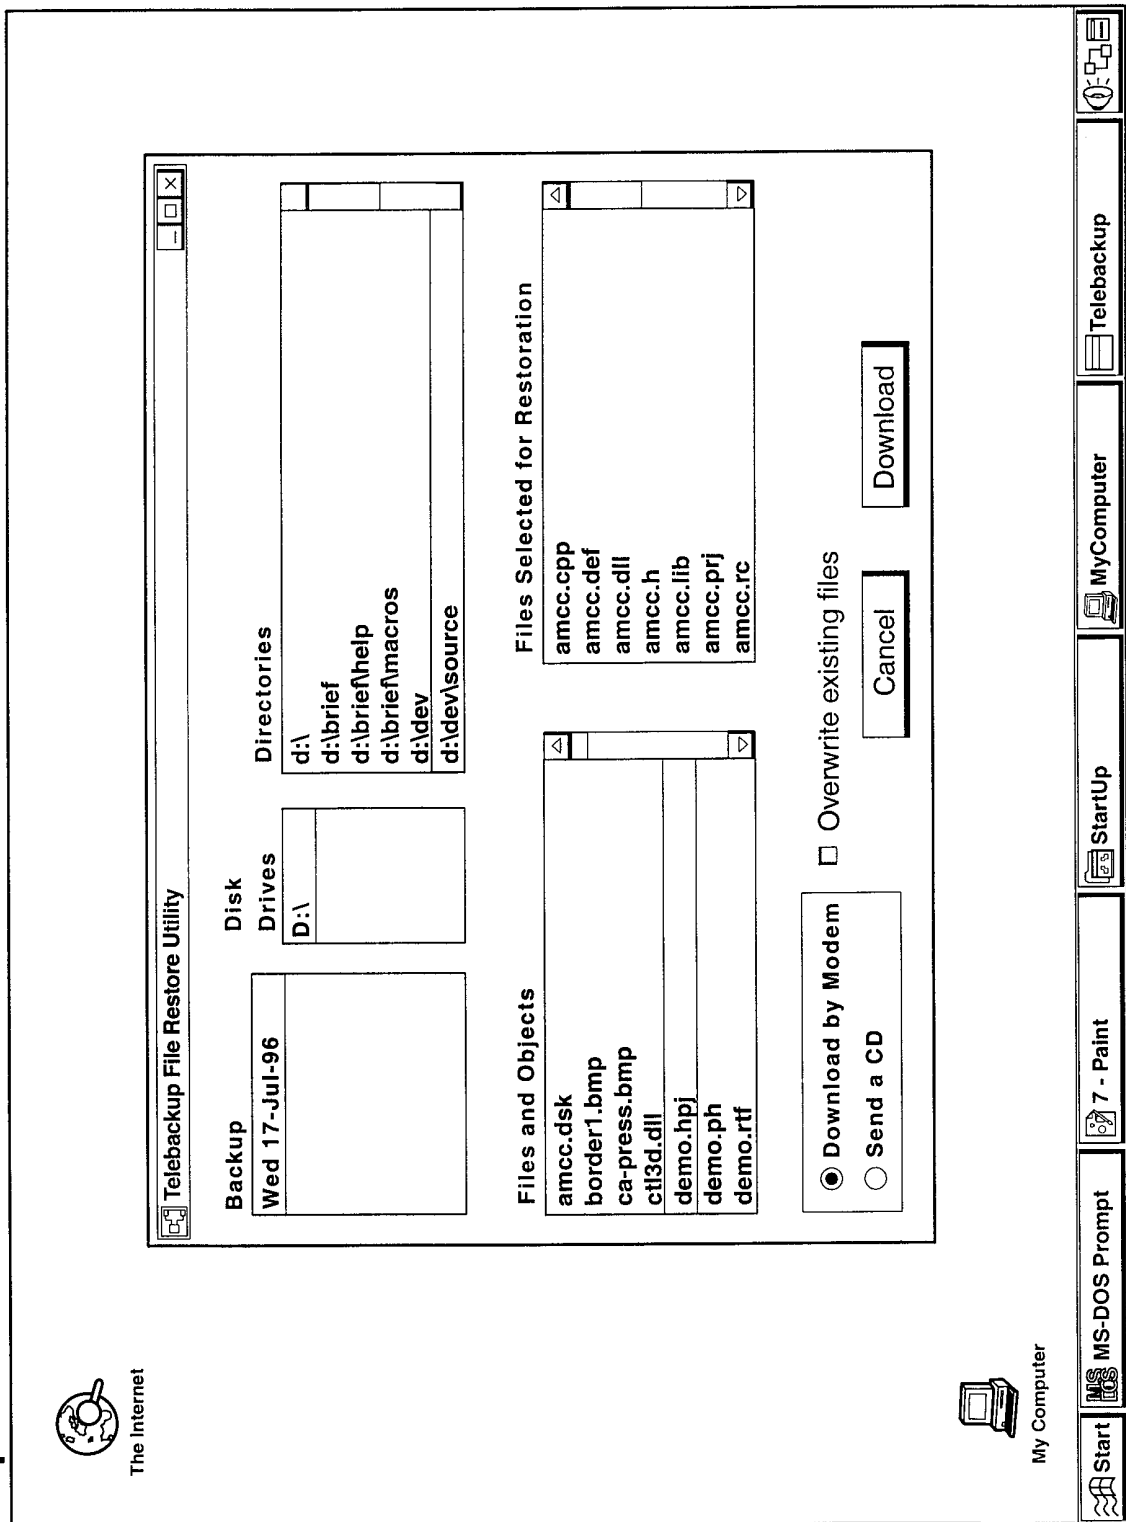 The Internet
Telebackup File Restore Utility
Backup
Disk
Drives
Directories
Wed 17-Jul-96
D:\
d:\
d:\brief
d:\brief\help
d:\brief\macros
d:\dev
d:\dev\source
Files and Objects
Files Selected for Restoration
amcc.dsk
border1.bmp
ca-press.bmp
ctl3d.dll
demo.hpj
demo.ph
demo.rtf
amcc.cpp
amcc.def
amcc.dll
amcc.h
amcc.lib
amcc.prj
amcc.rc
Download by Modem
Send a CD
Overwrite existing files
Cancel
Download
My Computer
Start
MS DOS MS-DOS Prompt
7 - Paint
StartUp
MyComputer
Telebackup